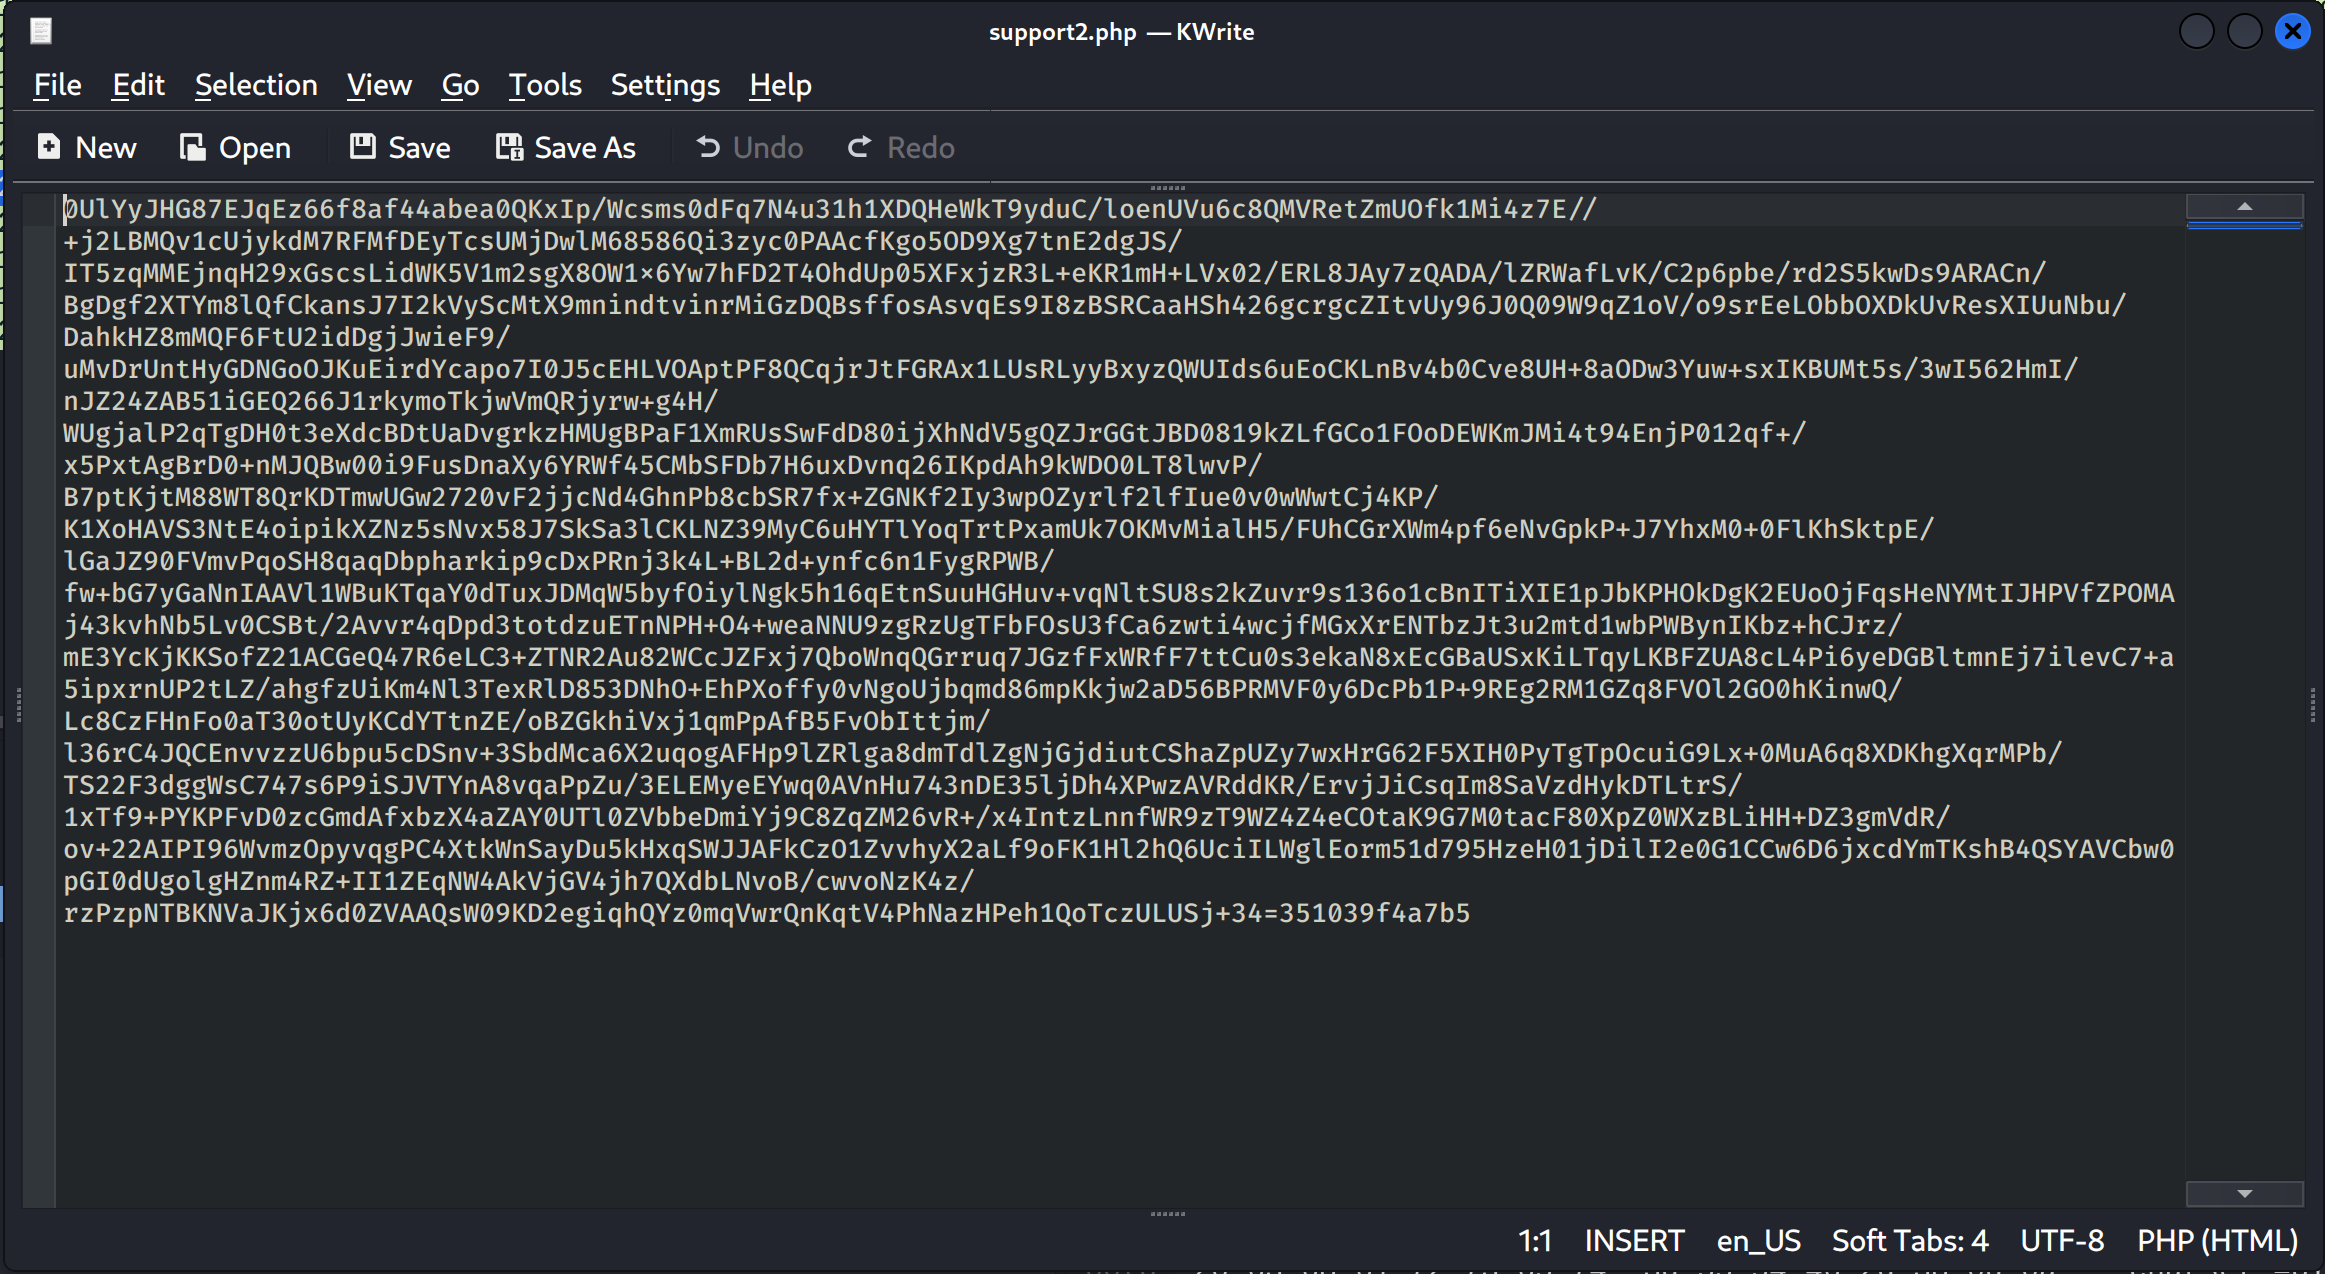 support2.php — KWrite
File Edit Selection View Go Tools Settings Help
New Open Save Save As Undo Redo
0UlYyJHG87EJqEz66f8af44abea0QKxIp/Wcsms0dFq7N4u31h1XDQHeWkT9yduC/loenUVu6c8QMVRetZmUOfk1Mi4z7E//
+j2LBMQv1cUjykdM7RFMfDEyTcsUMjDwlM68586Qi3zyc0PAAcfKgo5OD9Xg7tnE2dgJS/
IT5zqMMEjnqH29xGscsLidWK5V1m2sgX8OW1×6Yw7hFD2T4OhdUp05XFxjzR3L+eKR1mH+LVx02/ERL8JAy7zQADA/lZRWafLvK/C2p6pbe/rd2S5kwDs9ARACn/
BgDgf2XTYm8lQfCkansJ7I2kVyScMtX9mnindtvinrMiGzDQBsffosAsvqEs9I8zBSRCaaHSh426gcrgcZItvUy96J0Q09W9qZ1oV/o9srEeLObbOXDkUvResXIUuNbu/
DahkHZ8mMQF6FtU2idDgjJwieF9/
uMvDrUntHyGDNGoOJKuEirdYcapo7I0J5cEHLVOAptPF8QCqjrJtFGRAx1LUsRLyyBxyzQWUIds6uEoCKLnBv4b0Cve8UH+8aODw3Yuw+sxIKBUMt5s/3wI562HmI/
nJZ24ZAB51iGEQ266J1rkymoTkjwVmQRjyrw+g4H/
WUgjalP2qTgDH0t3eXdcBDtUaDvgrkzHMUgBPaF1XmRUsSwFdD80ijXhNdV5gQZJrGGtJBD0819kZLfGCo1FOoDEWKmJMi4t94EnjP012qf+/
x5PxtAgBrD0+nMJQBw00i9FusDnaXy6YRWf45CMbSFDb7H6uxDvnq26IKpdAh9kWDO0LT8lwvP/
B7ptKjtM88WT8QrKDTmwUGw2720vF2jjcNd4GhnPb8cbSR7fx+ZGNKf2Iy3wpOZyrlf2lfIue0v0wWwtCj4KP/
K1XoHAVS3NtE4oipikXZNz5sNvx58J7SkSa3lCKLNZ39MyC6uHYTlYoqTrtPxamUk7OKMvMialH5/FUhCGrXWm4pf6eNvGpkP+J7YhxM0+0FlKhSktpE/
lGaJZ90FVmvPqoSH8qaqDbpharkip9cDxPRnj3k4L+BL2d+ynfc6n1FygRPWB/
fw+bG7yGaNnIAAVl1WBuKTqaY0dTuxJDMqW5byfOiylNgk5h16qEtnSuuHGHuv+vqNltSU8s2kZuvr9s136o1cBnITiXIE1pJbKPHOkDgK2EUoOjFqsHeNYMtIJHPVfZPOMA
j43kvhNb5Lv0CSBt/2Avvr4qDpd3totdzuETnNPH+O4+weaNNU9zgRzUgTFbFOsU3fCa6zwti4wcjfMGxXrENTbzJt3u2mtd1wbPWBynIKbz+hCJrz/
mE3YcKjKKSofZ21ACGeQ47R6eLC3+ZTNR2Au82WCcJZFxj7QboWnqQGrruq7JGzfFxWRfF7ttCu0s3ekaN8xEcGBaUSxKiLTqyLKBFZUA8cL4Pi6yeDGBltmnEj7ilevC7+a
5ipxrnUP2tLZ/ahgfzUiKm4Nl3TexRlD853DNhO+EhPXoffy0vNgoUjbqmd86mpKkjw2aD56BPRMVF0y6DcPb1P+9REg2RM1GZq8FVOl2GO0hKinwQ/
Lc8CzFHnFo0aT30otUyKCdYTtnZE/oBZGkhiVxj1qmPpAfB5FvObIttjm/
l36rC4JQCEnvvzzU6bpu5cDSnv+3SbdMca6X2uqogAFHp9lZRlga8dmTdlZgNjGjdiutCShaZpUZy7wxHrG62F5XIH0PyTgTpOcuiG9Lx+0MuA6q8XDKhgXqrMPb/
TS22F3dggWsC747s6P9iSJVTYnA8vqaPpZu/3ELEMyeEYwq0AVnHu743nDE35ljDh4XPwzAVRddKR/ErvjJiCsqIm8SaVzdHykDTLtrS/
1xTf9+PYKPFvD0zcGmdAfxbzX4aZAY0UTl0ZVbbeDmiYj9C8ZqZM26vR+/x4IntzLnnfWR9zT9WZ4Z4eCOtaK9G7M0tacF80XpZ0WXzBLiHH+DZ3gmVdR/
ov+22AIPI96WvmzOpyvqgPC4XtkWnSayDu5kHxqSWJJAFkCzO1ZvvhyX2aLf9oFK1Hl2hQ6UciILWglEorm51d795HzeH01jDilI2e0G1CCw6D6jxcdYmTKshB4QSYAVCbw0
pGI0dUgolgHZnm4RZ+II1ZEqNW4AkVjGV4jh7QXdbLNvoB/cwvoNzK4z/
rzPzpNTBKNVaJKjx6d0ZVAAQsW09KD2egiqhQYz0mqVwrQnKqtV4PhNazHPeh1QoTczULUSj+34=351039f4a7b5
1:1 INSERT en_US Soft Tabs: 4 UTF-8 PHP (HTML)